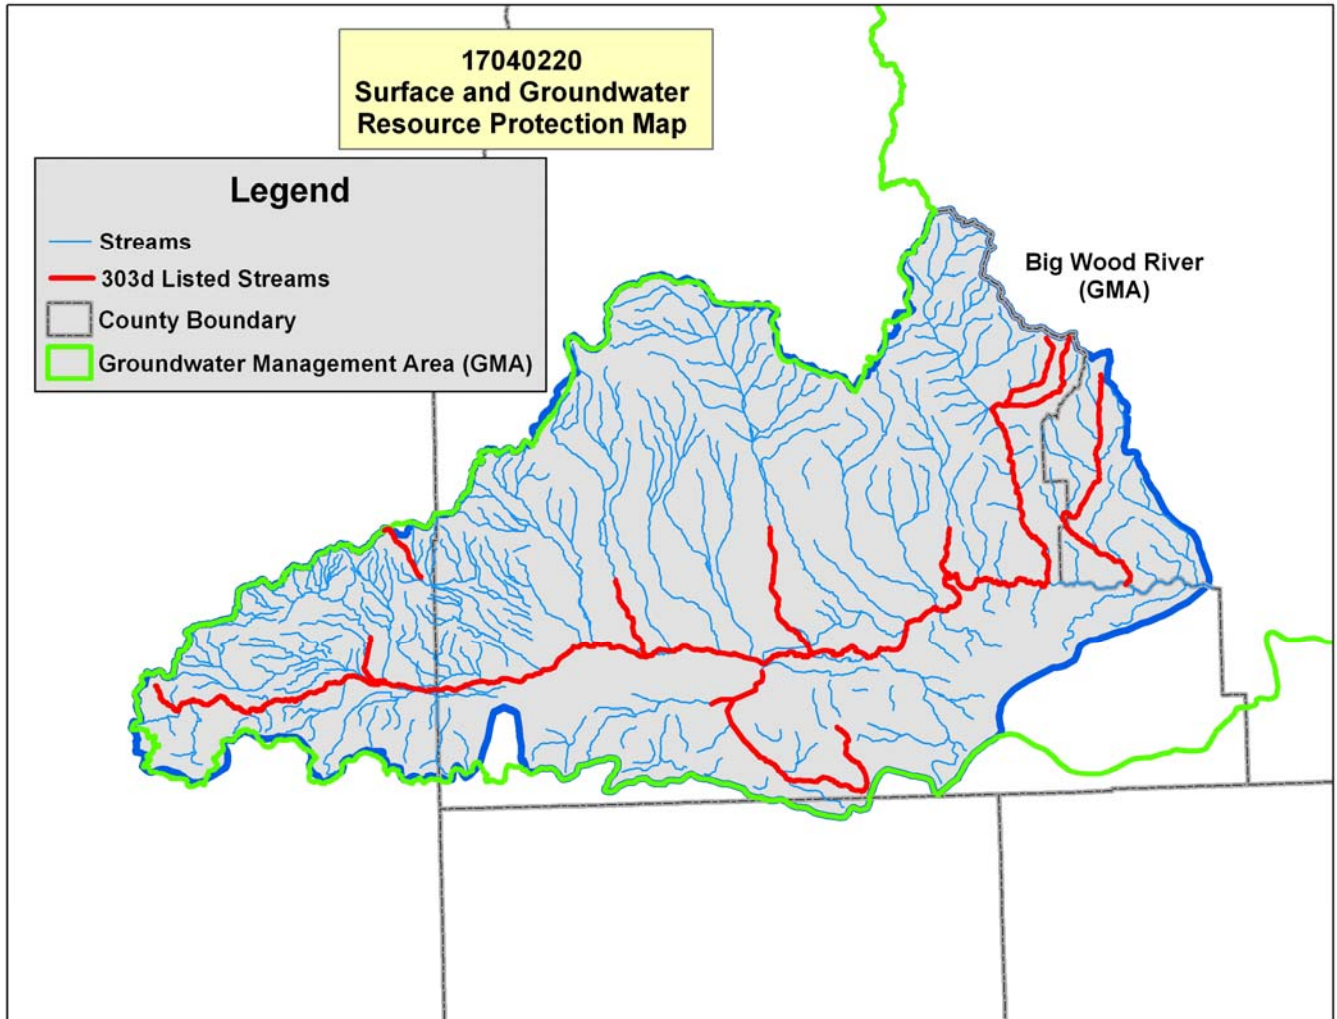 17040220
Surface and Groundwater
Resource Protection Map
Legend
Streams
303d Listed Streams
County Boundary
Groundwater Management Area (GMA)
Big Wood River
(GMA)